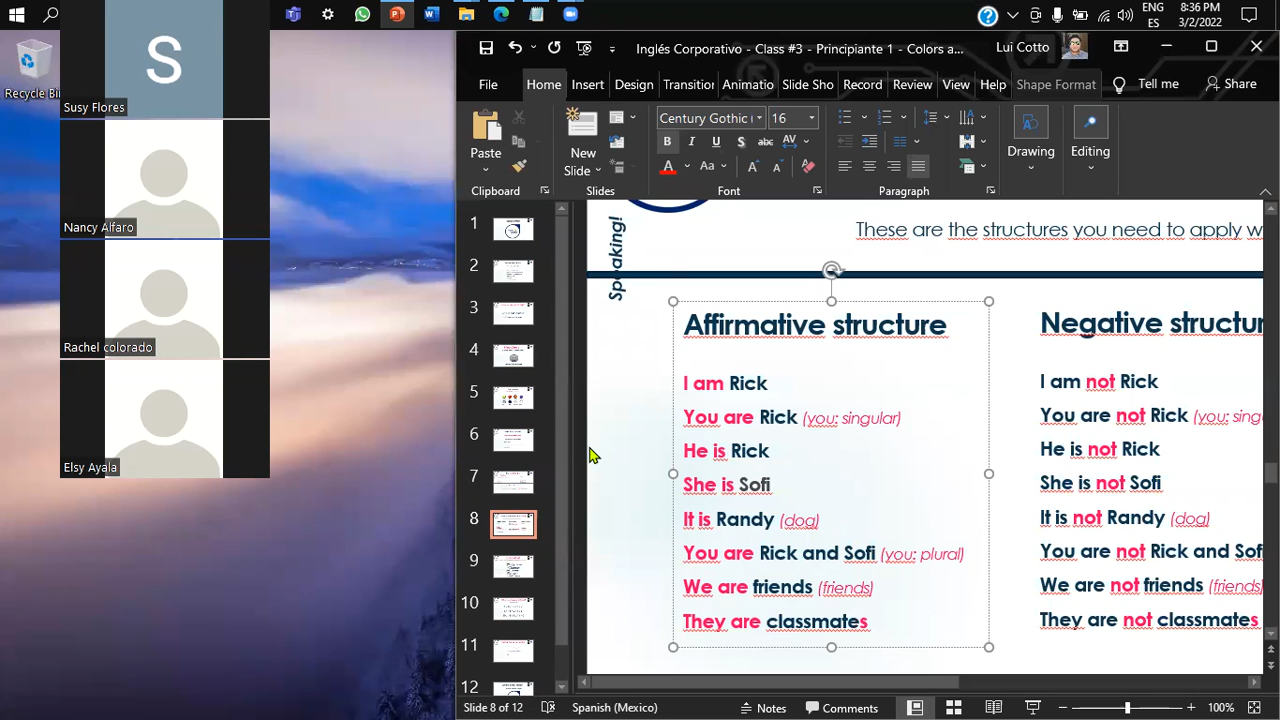 ENG
ES
8:36 PM
3/2/2022
Recycle Bin
S
Susy Flores
Nancy Alfaro
Rachel colorado
Elsy Ayala
Inglés Corporativo - Class #3 - Principiante 1 - Colors a...
Lui Cotto
File Home Insert Design Transition Animatio Slide Sho Record Review View Help Shape Format Tell me Share
Paste
New
Slide
Century Gothic 16
B I U S ab AV
A Aa A A
Drawing
Editing
Clipboard Slides Font Paragraph
1
2
3
4
5
6
7
8
9
10
11
12
Speaking!
These are the structures you need to apply w
Affirmative structure
I am Rick
You are Rick (you: singular)
He is Rick
She is Sofi
It is Randy (dog)
You are Rick and Sofi (you: plural)
We are friends (friends)
They are classmates
Negative structur
I am not Rick
You are not Rick (you: sing
He is not Rick
She is not Sofi
It is not Randy (dog)
You are not Rick and Sof
We are not friends (friends)
They are not classmates
Slide 8 of 12 Spanish (Mexico) Notes Comments 100%